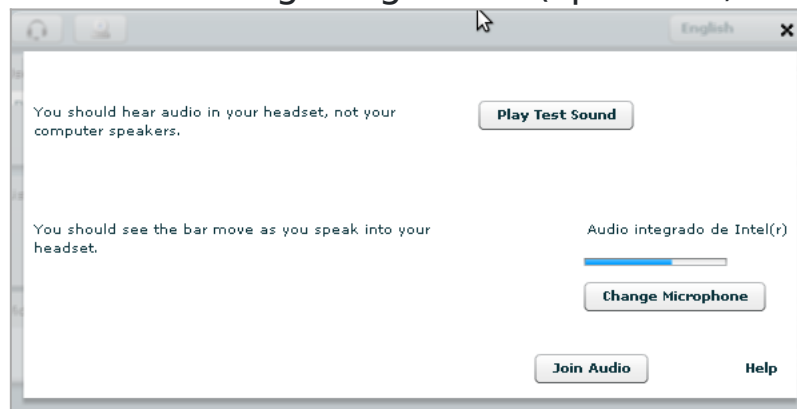 English
You should hear audio in your headset, not your
computer speakers.
Play Test Sound
You should see the bar move as you speak into your
headset.
Audio integrado de Intel(r)
Change Microphone
Join Audio
Help